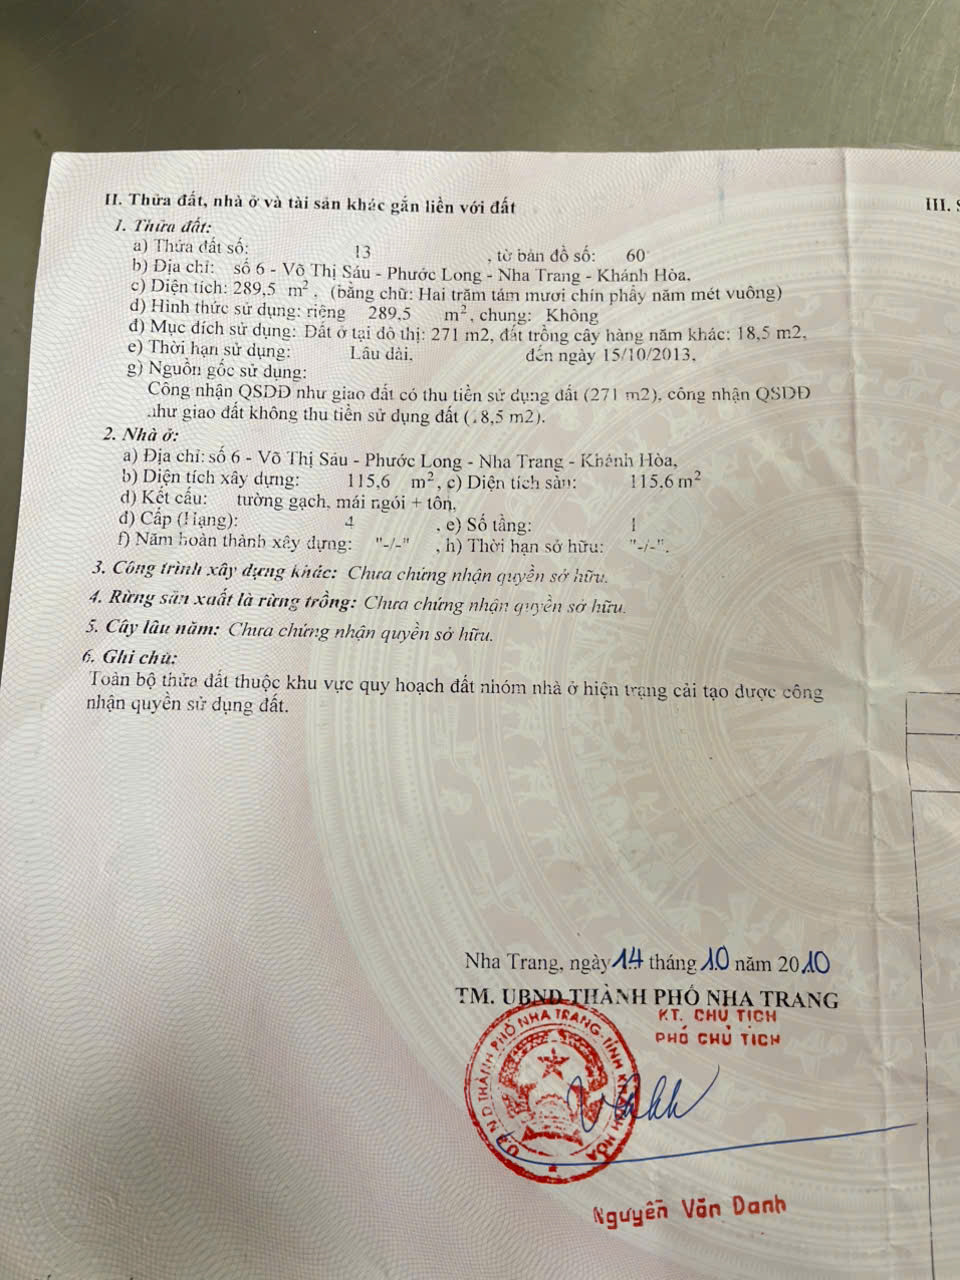 II. Thửa đất, nhà ở và tài sản khác gắn liền với đất
III. S
1. Thửa đất:
a) Thửa đất số: 13 , tờ bản đồ số: 60
b) Địa chỉ: số 6 - Võ Thị Sáu - Phước Long - Nha Trang - Khánh Hòa.
c) Diện tích: 289,5 m², (bằng chữ: Hai trăm tám mươi chín phẩy năm mét vuông)
d) Hình thức sử dụng: riêng 289,5 m², chung: Không
đ) Mục đích sử dụng: Đất ở tại đô thị: 271 m2, đất trồng cây hàng năm khác: 18,5 m2.
e) Thời hạn sử dụng: Lâu dài. đến ngày 15/10/2013.
g) Nguồn gốc sử dụng:
Công nhận QSDĐ như giao đất có thu tiền sử dụng đất (271 m2), công nhận QSDĐ
như giao đất không thu tiền sử dụng đất (18,5 m2).
2. Nhà ở:
a) Địa chỉ: số 6 - Võ Thị Sáu - Phước Long - Nha Trang - Khánh Hòa.
b) Diện tích xây dựng: 115,6 m², c) Diện tích sàn: 115,6 m²
d) Kết cấu: tường gạch, mái ngói + tôn.
đ) Cấp (Hạng): 4 , e) Số tầng: 1
f) Năm hoàn thành xây dựng: "-/-" , h) Thời hạn sở hữu: "-/-".
3. Công trình xây dựng khác: Chưa chứng nhận quyền sở hữu.
4. Rừng sản xuất là rừng trồng: Chưa chứng nhận quyền sở hữu.
5. Cây lâu năm: Chưa chứng nhận quyền sở hữu.
6. Ghi chú:
Toàn bộ thửa đất thuộc khu vực quy hoạch đất nhóm nhà ở hiện trạng cải tạo được công
nhận quyền sử dụng đất.
Nha Trang, ngày 14 tháng 10 năm 2010
TM. UBND THÀNH PHỐ NHA TRANG
KT. CHỦ TỊCH
PHÓ CHỦ TỊCH
U.B.N.D THÀNH PHỐ NHA TRANG-TỈNH KHÁNH HÒA
Nguyễn Văn Danh